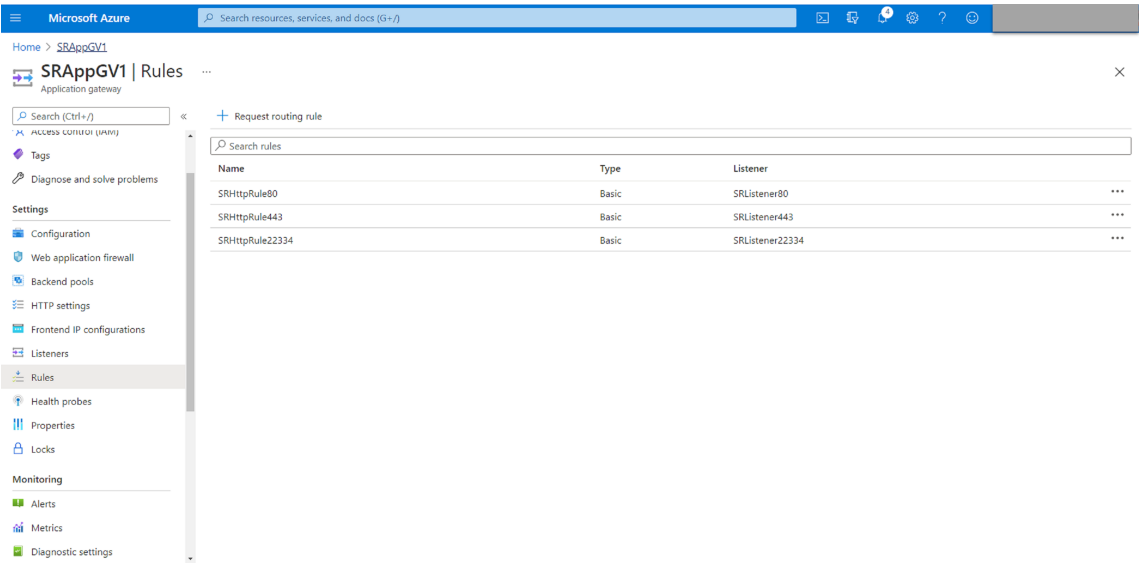 Microsoft Azure
Search resources, services, and docs (G+/)
4
Home > SRAppGV1
SRAppGV1 | Rules ...
Application gateway
Search (Ctrl+/)
«
+ Request routing rule
Access control (IAM)
Search rules
Tags
Name Type Listener
Diagnose and solve problems
SRHttpRule80 Basic SRListener80 ...
Settings
SRHttpRule443 Basic SRListener443 ...
Configuration
SRHttpRule22334 Basic SRListener22334 ...
Web application firewall
Backend pools
HTTP settings
Frontend IP configurations
Listeners
Rules
Health probes
Properties
Locks
Monitoring
Alerts
Metrics
Diagnostic settings